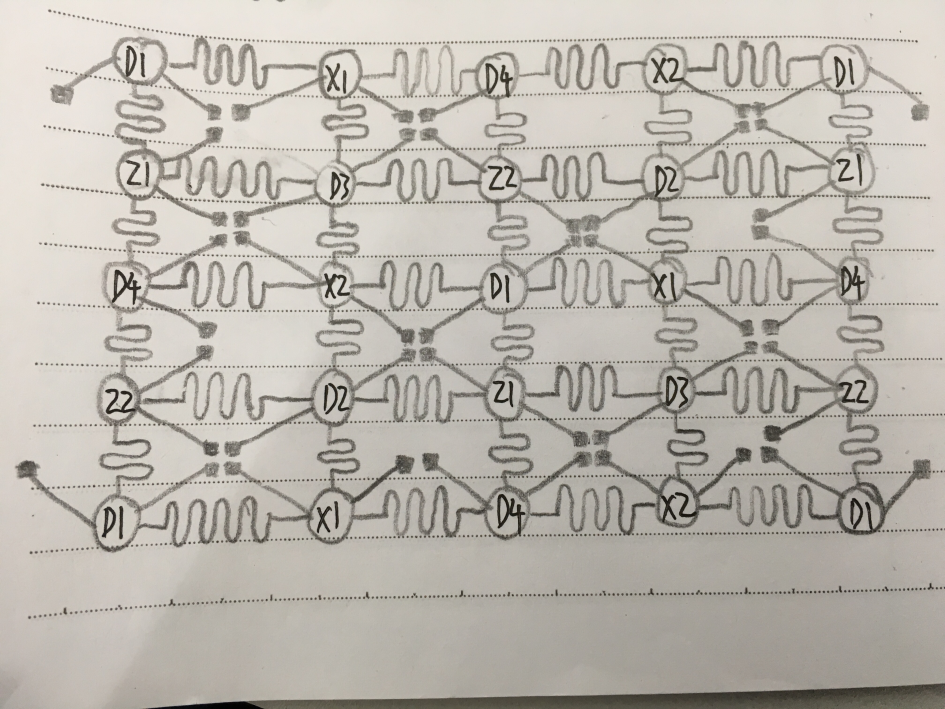 D1 X1 D4 X2 D1
Z1 D3 Z2 D2 Z1
D4 X2 D1 X1 D4
Z2 D2 Z1 D3 Z2
D1 X1 D4 X2 D1